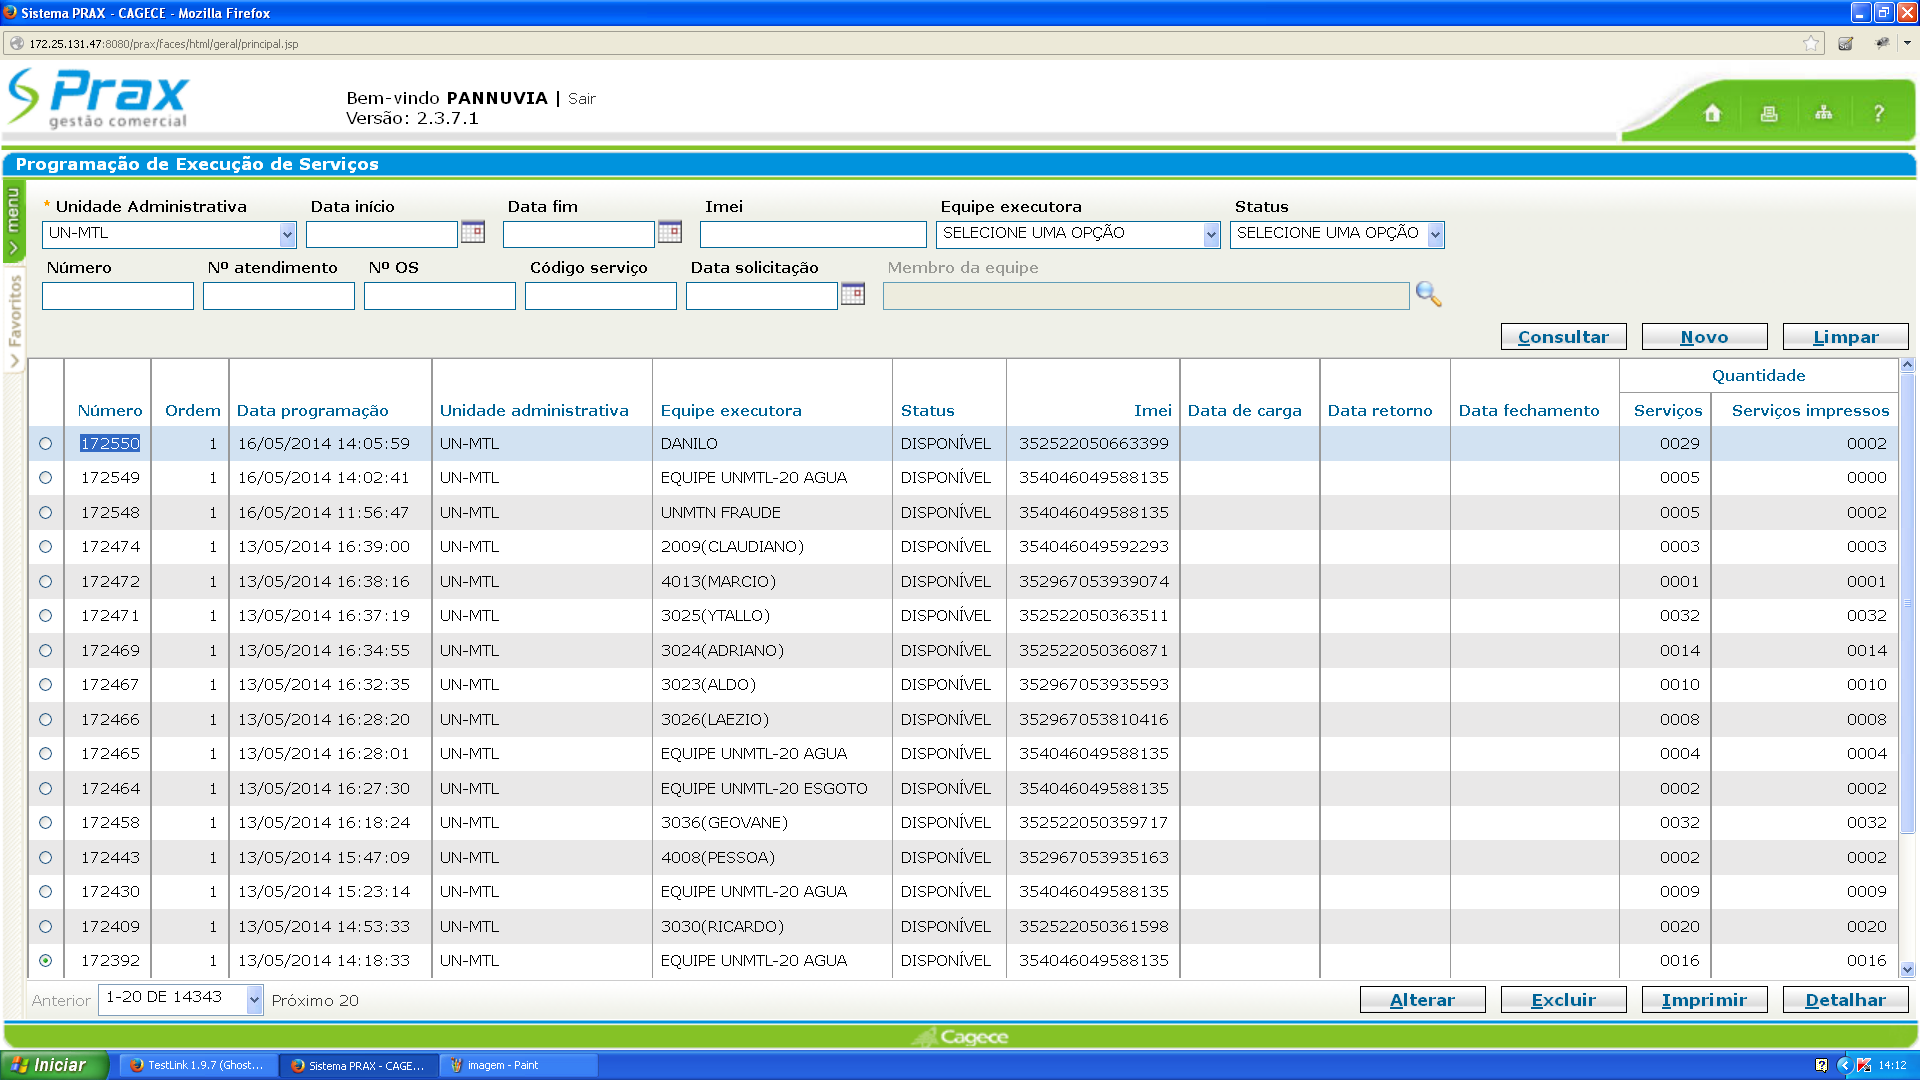 Sistema PRAX - CAGECE - Mozilla Firefox
172.25.131.47:8080/prax/faces/html/geral/principal.jsp
Prax
gestão comercial
Bem-vindo PANNUVIA | Sair
Versão: 2.3.7.1
?
Programação de Execução de Serviços
menu
Favoritos
* Unidade Administrativa Data início Data fim Imei Equipe executora Status
UN-MTL SELECIONE UMA OPÇÃO SELECIONE UMA OPÇÃO
Número Nº atendimento Nº OS Código serviço Data solicitação Membro da equipe
Consultar Novo Limpar
Quantidade
Número Ordem Data programação Unidade administrativa Equipe executora Status Imei Data de carga Data retorno Data fechamento Serviços Serviços impressos
172550 1 16/05/2014 14:05:59 UN-MTL DANILO DISPONÍVEL 352522050663399 0029 0002
172549 1 16/05/2014 14:02:41 UN-MTL EQUIPE UNMTL-20 AGUA DISPONÍVEL 354046049588135 0005 0000
172548 1 16/05/2014 11:56:47 UN-MTL UNMTN FRAUDE DISPONÍVEL 354046049588135 0005 0002
172474 1 13/05/2014 16:39:00 UN-MTL 2009(CLAUDIANO) DISPONÍVEL 354046049592293 0003 0003
172472 1 13/05/2014 16:38:16 UN-MTL 4013(MARCIO) DISPONÍVEL 352967053939074 0001 0001
172471 1 13/05/2014 16:37:19 UN-MTL 3025(YTALLO) DISPONÍVEL 352522050363511 0032 0032
172469 1 13/05/2014 16:34:55 UN-MTL 3024(ADRIANO) DISPONÍVEL 352522050360871 0014 0014
172467 1 13/05/2014 16:32:35 UN-MTL 3023(ALDO) DISPONÍVEL 352967053935593 0010 0010
172466 1 13/05/2014 16:28:20 UN-MTL 3026(LAEZIO) DISPONÍVEL 352967053810416 0008 0008
172465 1 13/05/2014 16:28:01 UN-MTL EQUIPE UNMTL-20 AGUA DISPONÍVEL 354046049588135 0004 0004
172464 1 13/05/2014 16:27:30 UN-MTL EQUIPE UNMTL-20 ESGOTO DISPONÍVEL 354046049588135 0002 0002
172458 1 13/05/2014 16:18:24 UN-MTL 3036(GEOVANE) DISPONÍVEL 352522050359717 0032 0032
172443 1 13/05/2014 15:47:09 UN-MTL 4008(PESSOA) DISPONÍVEL 352967053935163 0002 0002
172430 1 13/05/2014 15:23:14 UN-MTL EQUIPE UNMTL-20 AGUA DISPONÍVEL 354046049588135 0009 0009
172409 1 13/05/2014 14:53:33 UN-MTL 3030(RICARDO) DISPONÍVEL 352522050361598 0020 0020
172392 1 13/05/2014 14:18:33 UN-MTL EQUIPE UNMTL-20 AGUA DISPONÍVEL 354046049588135 0016 0016
Anterior 1-20 DE 14343 Próximo 20
Alterar Excluir Imprimir Detalhar
Cagece
Iniciar TestLink 1.9.7 (Ghost... Sistema PRAX - CAGE... imagem - Paint 14:12